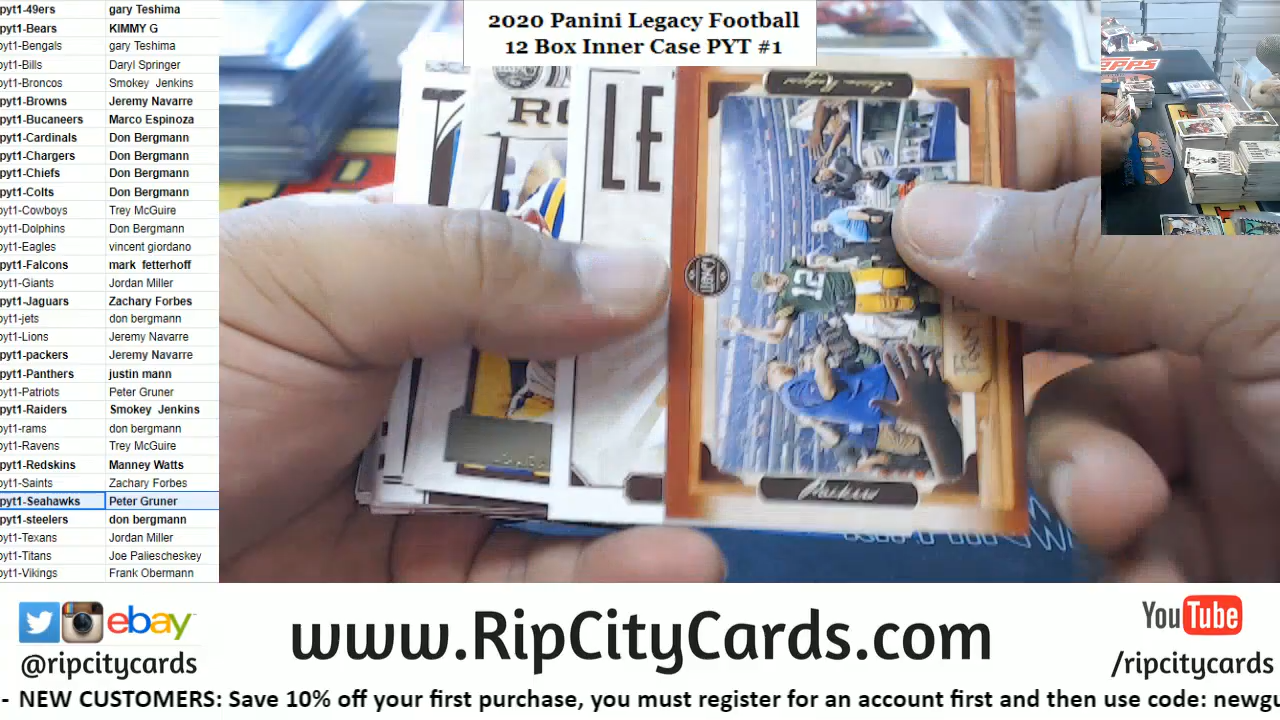 2020 Panini Legacy Football
12 Box Inner Case PYT #1
pyt1-49ers gary Teshima
pyt1-Bears KIMMY G
pyt1-Bengals gary Teshima
pyt1-Bills Daryl Springer
pyt1-Broncos Smokey Jenkins
pyt1-Browns Jeremy Navarre
pyt1-Bucaneers Marco Espinoza
pyt1-Cardinals Don Bergmann
pyt1-Chargers Don Bergmann
pyt1-Chiefs Don Bergmann
pyt1-Colts Don Bergmann
pyt1-Cowboys Trey McGuire
pyt1-Dolphins Don Bergmann
pyt1-Eagles vincent giordano
pyt1-Falcons mark fetterhoff
pyt1-Giants Jordan Miller
pyt1-Jaguars Zachary Forbes
pyt1-jets don bergmann
pyt1-Lions Jeremy Navarre
pyt1-packers Jeremy Navarre
pyt1-Panthers justin mann
pyt1-Patriots Peter Gruner
pyt1-Raiders Smokey Jenkins
pyt1-rams don bergmann
pyt1-Ravens Trey McGuire
pyt1-Redskins Manney Watts
pyt1-Saints Zachary Forbes
pyt1-Seahawks Peter Gruner
pyt1-steelers don bergmann
pyt1-Texans Jordan Miller
pyt1-Titans Joe Paliescheskey
pyt1-Vikings Frank Obermann
RO
LE
Packers
12
ebay
@ripcitycards
www.RipCityCards.com
YouTube
/ripcitycards
- NEW CUSTOMERS: Save 10% off your first purchase, you must register for an account first and then use code: newgu